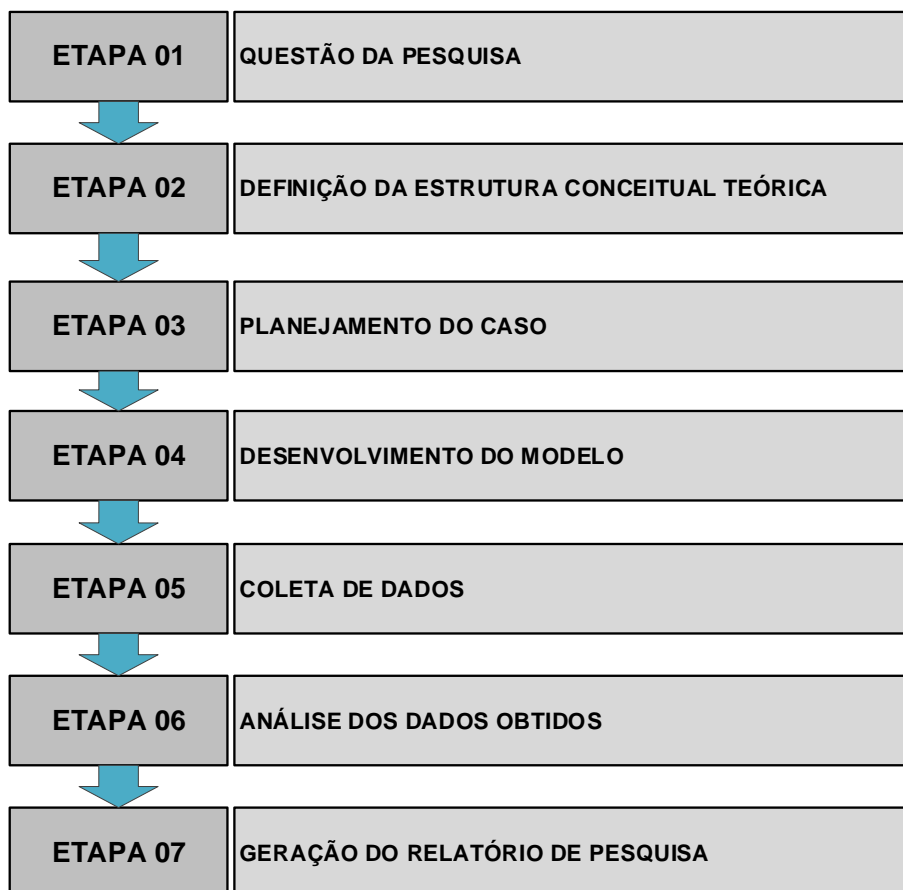 ETAPA 01
QUESTÃO DA PESQUISA
ETAPA 02
DEFINIÇÃO DA ESTRUTURA CONCEITUAL TEÓRICA
ETAPA 03
PLANEJAMENTO DO CASO
ETAPA 04
DESENVOLVIMENTO DO MODELO
ETAPA 05
COLETA DE DADOS
ETAPA 06
ANÁLISE DOS DADOS OBTIDOS
ETAPA 07
GERAÇÃO DO RELATÓRIO DE PESQUISA